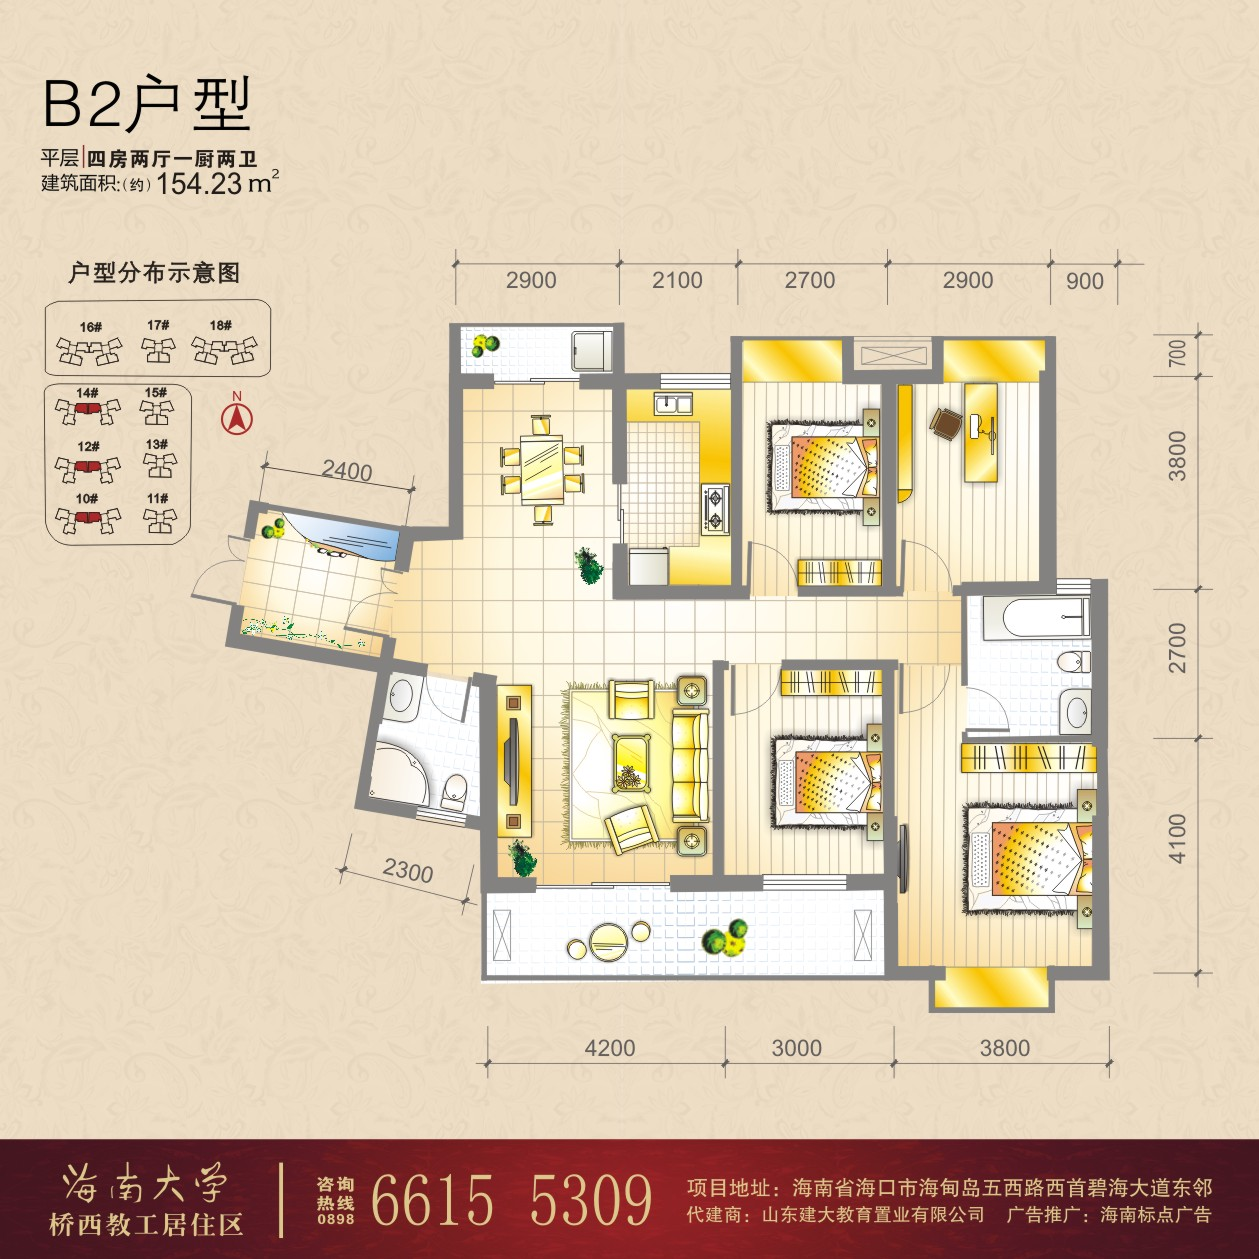 B2户型
平层 四房两厅一厨两卫
建筑面积:(约) 154.23 m²
户型分布示意图
16# 17# 18#
14# 15#
12# 13#
10# 11#
N
2900 2100 2700 2900 900
700
3800
2700
4100
2400
2300
4200 3000 3800
海南大学
桥西教工居住区
咨询
热线
0898
6615 5309
项目地址：海南省海口市海甸岛五西路西首碧海大道东邻
代建商：山东建大教育置业有限公司 广告推广：海南标点广告